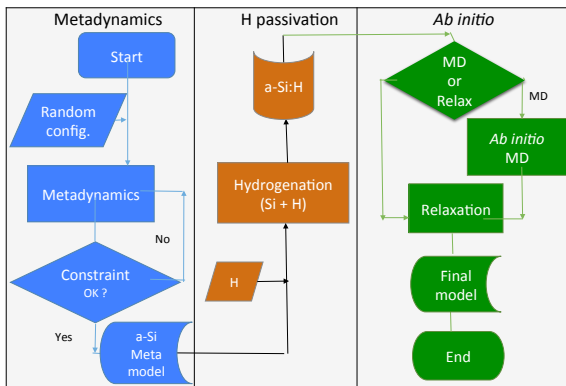 Metadynamics
Start
Random
config.
Metadynamics
No
Constraint
OK ?
Yes
a-Si
Meta
model
H passivation
a-Si:H
Hydrogenation
(Si + H)
H
Ab initio
MD
or
Relax
MD
Ab initio
MD
Relaxation
Final
model
End